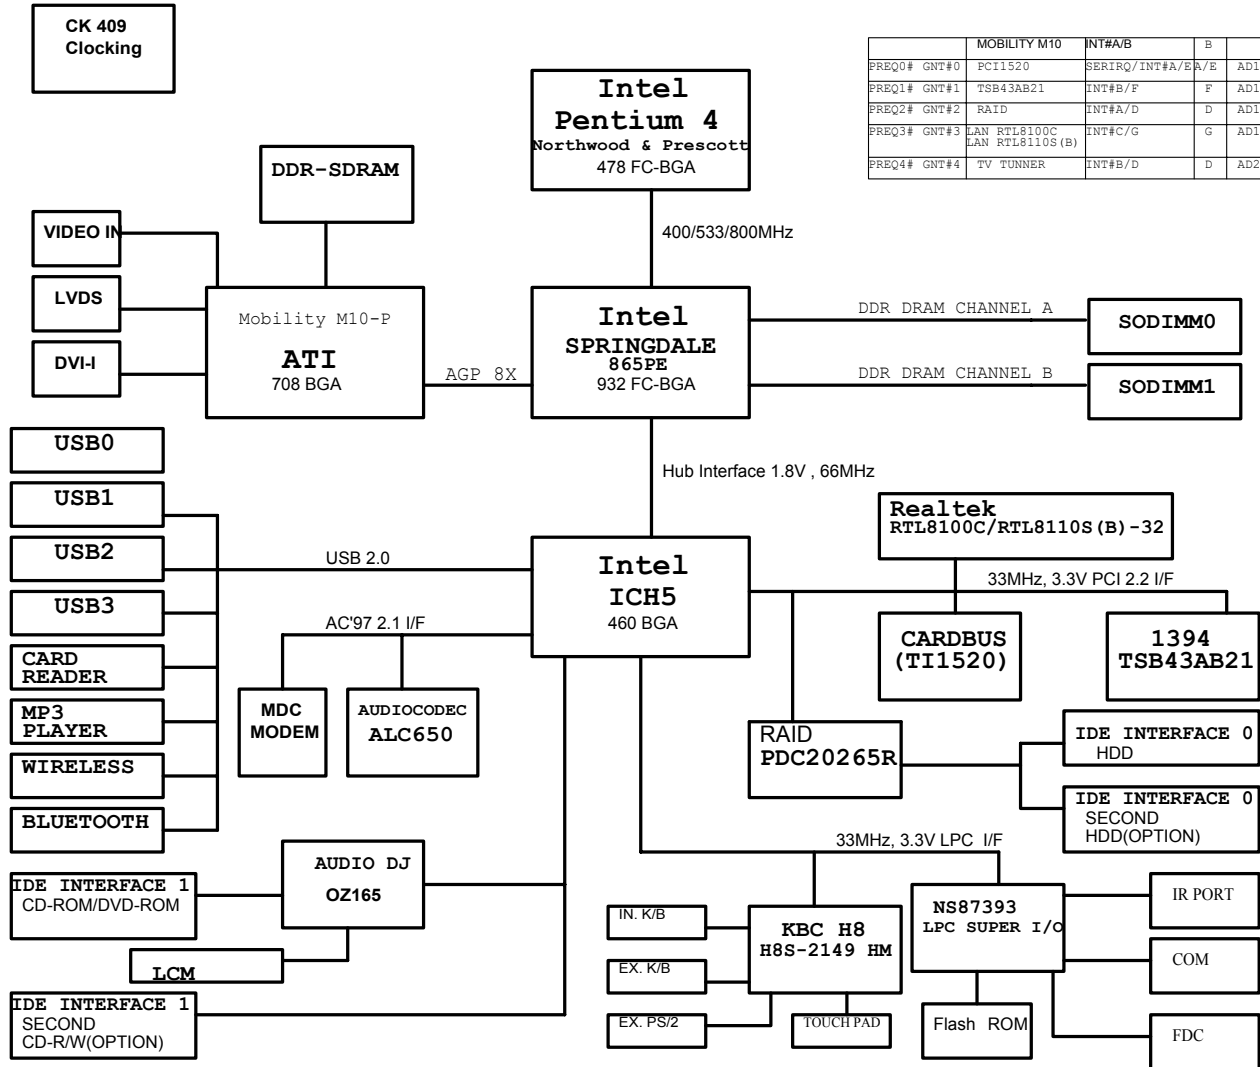 CK 409
Clocking
MOBILITY M10 INT#A/B B
PREQ0# GNT#0 PCI1520 SERIRQ/INT#A/E A/E AD1
PREQ1# GNT#1 TSB43AB21 INT#B/F F AD1
PREQ2# GNT#2 RAID INT#A/D D AD1
PREQ3# GNT#3 LAN RTL8100C INT#C/G G AD1
LAN RTL8110S(B)
PREQ4# GNT#4 TV TUNNER INT#B/D D AD2
Intel
Pentium 4
Northwood & Prescott
478 FC-BGA
DDR-SDRAM
400/533/800MHz
VIDEO IN
LVDS
DVI-I
Mobility M10-P
ATI
708 BGA
AGP 8X
Intel
SPRINGDALE
865PE
932 FC-BGA
DDR DRAM CHANNEL A
SODIMM0
DDR DRAM CHANNEL B
SODIMM1
Hub Interface 1.8V , 66MHz
USB0
USB1
USB2
USB3
CARD
READER
MP3
PLAYER
WIRELESS
BLUETOOTH
USB 2.0
AC'97 2.1 I/F
Intel
ICH5
460 BGA
Realtek
RTL8100C/RTL8110S(B)-32
33MHz, 3.3V PCI 2.2 I/F
CARDBUS
(TI1520)
1394
TSB43AB21
MDC
MODEM
AUDIOCODEC
ALC650
RAID
PDC20265R
IDE INTERFACE 0
HDD
IDE INTERFACE 0
SECOND
HDD(OPTION)
33MHz, 3.3V LPC I/F
AUDIO DJ
OZ165
IDE INTERFACE 1
CD-ROM/DVD-ROM
LCM
IDE INTERFACE 1
SECOND
CD-R/W(OPTION)
IN. K/B
EX. K/B
EX. PS/2
KBC H8
H8S-2149 HM
TOUCH PAD
NS87393
LPC SUPER I/O
Flash ROM
IR PORT
COM
FDC